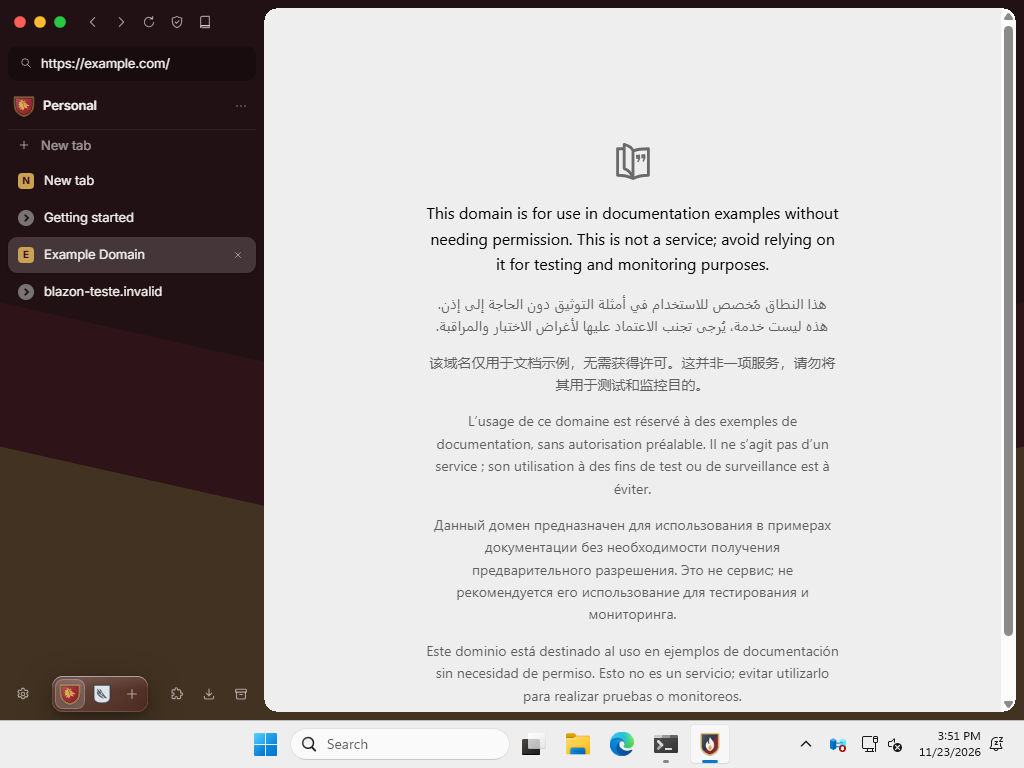 https://example.com/
Personal
New tab
N
New tab
Getting started
E
Example Domain
blazon-teste.invalid
This domain is for use in documentation examples without
needing permission. This is not a service; avoid relying on
it for testing and monitoring purposes.
هذا النطاق مُخصص للاستخدام في أمثلة التوثيق دون الحاجة إلى إذن.
هذه ليست خدمة، يُرجى تجنب الاعتماد عليها لأغراض الاختبار والمراقبة.
该域名仅用于文档示例，无需获得许可。这并非一项服务，请勿将
其用于测试和监控目的。
L’usage de ce domaine est réservé à des exemples de
documentation, sans autorisation préalable. Il ne s’agit pas d’un
service ; son utilisation à des fins de test ou de surveillance est à
éviter.
Данный домен предназначен для использования в примерах
документации без необходимости получения
предварительного разрешения. Это не сервис; не
рекомендуется его использование для тестирования и
мониторинга.
Este dominio está destinado al uso en ejemplos de documentación
sin necesidad de permiso. Esto no es un servicio; evitar utilizarlo
para realizar pruebas o monitoreos.
Search
3:51 PM
11/23/2026